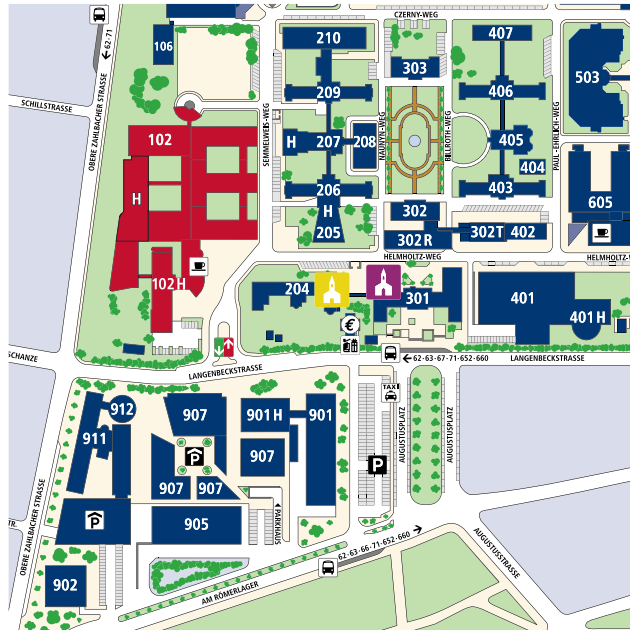 CZERNY-WEG
62·71
106
210
407
303
503
SCHILLSTRASSE
209
406
OBERE ZAHLBACHER STRASSE
SEMMELWEIS-WEG
NAUNYN-WEG
BILLROTH-WEG
PAUL-EHRLICH-WEG
102
H
207
208
405
404
H
206
403
H
205
302
605
302 R
302T
402
HELMHOLTZ-WEG
HELMHOLTZ-
102 H
204
301
401
401 H
€
62·63·67·71·652·660
SCHANZE
LANGENBECKSTRASSE
LANGENBECKSTRASSE
TAXI
912
907
901 H
901
911
AUGUSTUSPLATZ
AUGUSTUSPLATZ
P
907
P
907
907
P
905
PARKHAUS
TR.
OBERE ZAHLBACHER STRASSE
62·63·66·71·652·660
AUGUSTUSSTRASSE
902
AM RÖMERLAGER